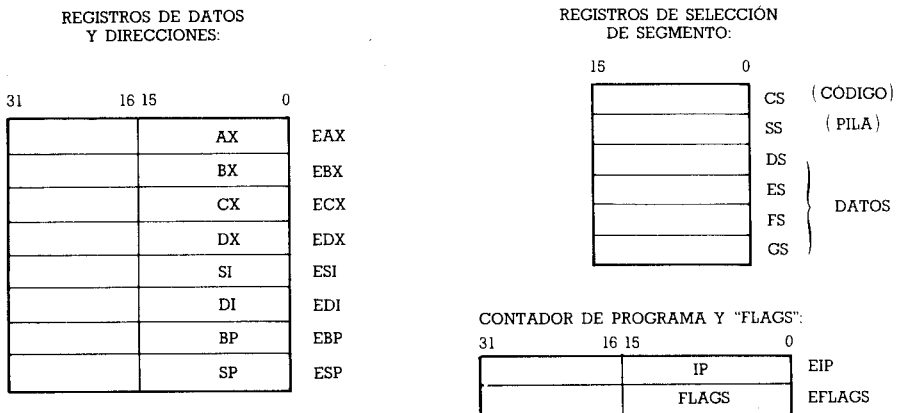 REGISTROS DE DATOS
Y DIRECCIONES:
31 16 15 0
AX EAX
BX EBX
CX ECX
DX EDX
SI ESI
DI EDI
BP EBP
SP ESP
REGISTROS DE SELECCIÓN
DE SEGMENTO:
15 0
CS (CÓDIGO)
SS (PILA)
DS
ES
FS
GS
DATOS
CONTADOR DE PROGRAMA Y "FLAGS":
31 16 15 0
IP EIP
FLAGS EFLAGS